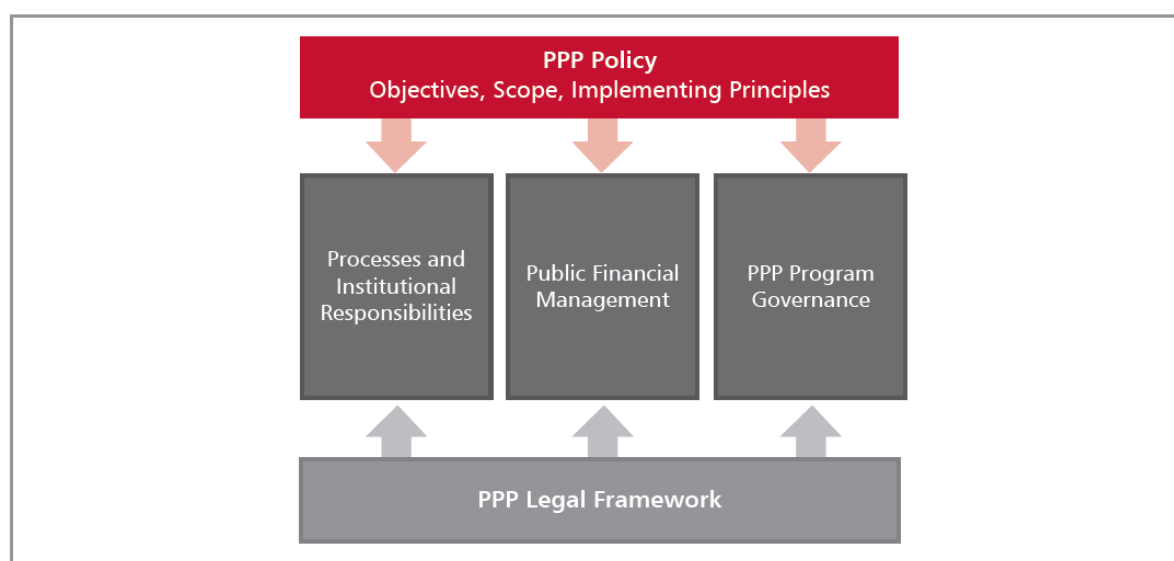 PPP Policy
Objectives, Scope, Implementing Principles
Processes and
Institutional
Responsibilities
Public Financial
Management
PPP Program
Governance
PPP Legal Framework